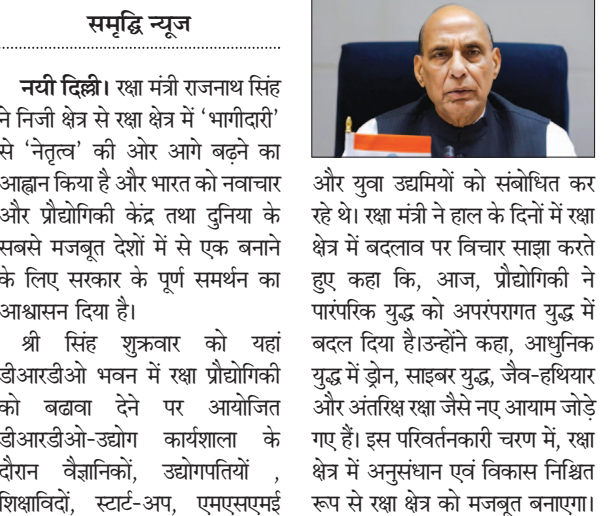 समृद्धि न्यूज
नयी दिल्ली। रक्षा मंत्री राजनाथ सिंह
ने निजी क्षेत्र से रक्षा क्षेत्र में ‘भागीदारी’
से ‘नेतृत्व’ की ओर आगे बढ़ने का
आह्वान किया है और भारत को नवाचार
और प्रौद्योगिकी केंद्र तथा दुनिया के
सबसे मजबूत देशों में से एक बनाने
के लिए सरकार के पूर्ण समर्थन का
आश्वासन दिया है।
श्री सिंह शुक्रवार को यहां
डीआरडीओ भवन में रक्षा प्रौद्योगिकी
को बढावा देने पर आयोजित
डीआरडीओ-उद्योग कार्यशाला के
दौरान वैज्ञानिकों, उद्योगपतियों ,
शिक्षाविदों, स्टार्ट-अप, एमएसएमई
और युवा उद्यमियों को संबोधित कर
रहे थे। रक्षा मंत्री ने हाल के दिनों में रक्षा
क्षेत्र में बदलाव पर विचार साझा करते
हुए कहा कि, आज, प्रौद्योगिकी ने
पारंपरिक युद्ध को अपरंपरागत युद्ध में
बदल दिया है।उन्होंने कहा, आधुनिक
युद्ध में ड्रोन, साइबर युद्ध, जैव-हथियार
और अंतरिक्ष रक्षा जैसे नए आयाम जोड़े
गए हैं। इस परिवर्तनकारी चरण में, रक्षा
क्षेत्र में अनुसंधान एवं विकास निश्चित
रूप से रक्षा क्षेत्र को मजबूत बनाएगा।